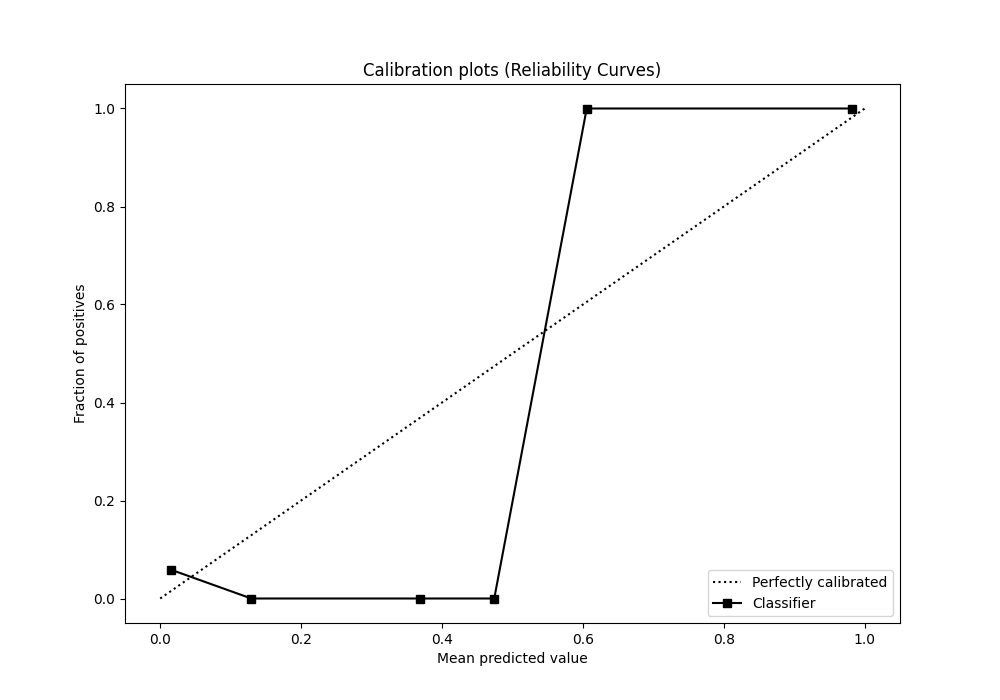 Calibration plots (Reliability Curves)
1.0
0.8
0.6
0.4
0.2
0.0
Fraction of positives
Perfectly calibrated
Classifier
0.0 0.2 0.4 0.6 0.8 1.0
Mean predicted value